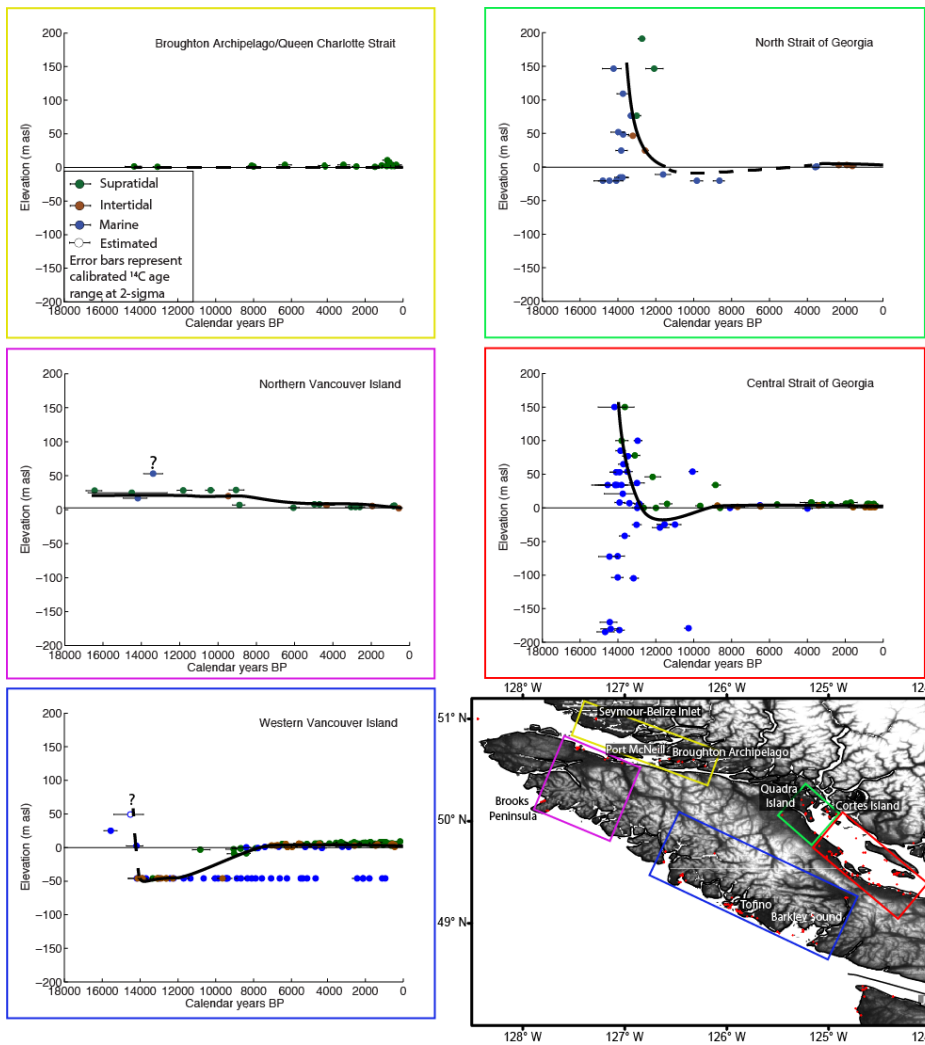 Broughton Archipelago/Queen Charlotte Strait
200
150
100
50
0
−50
−100
−150
−200
Elevation (m asl)
Supratidal
Intertidal
Marine
Estimated
Error bars represent
calibrated ¹⁴C age
range at 2-sigma
18000 16000 14000 12000 10000 8000 6000 4000 2000 0
Calendar years BP
North Strait of Georgia
200
150
100
50
0
−50
−100
−150
−200
Elevation (m asl)
18000 16000 14000 12000 10000 8000 6000 4000 2000 0
Calendar years BP
Northern Vancouver Island
200
150
100
50
0
−50
−100
−150
−200
Elevation (m asl)
?
18000 16000 14000 12000 10000 8000 6000 4000 2000 0
Calendar years BP
Central Strait of Georgia
200
150
100
50
0
−50
−100
−150
−200
Elevation (m asl)
18000 16000 14000 12000 10000 8000 6000 4000 2000 0
Calendar years BP
Western Vancouver Island
200
150
100
50
0
−50
−100
−150
−200
Elevation (m asl)
?
18000 16000 14000 12000 10000 8000 6000 4000 2000 0
Calendar years BP
128° W 127° W 126° W 125° W 124
51° N
50° N
49° N
Seymour-Belize Inlet
Port McNeill
Broughton Archipelago
Quadra
Island
Cortes Island
Brooks
Peninsula
Tofino
Barkley Sound
128° W 127° W 126° W 125° W 124